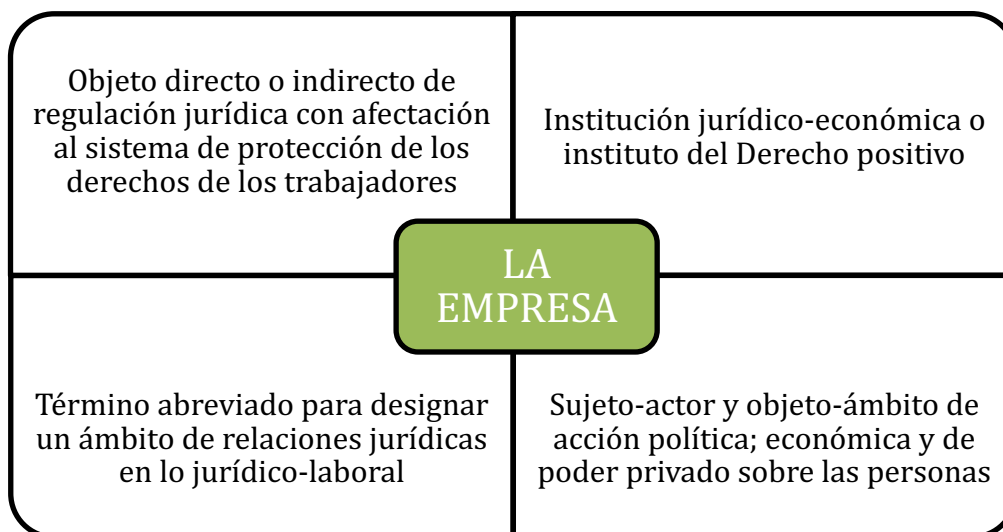 Objeto directo o indirecto de
regulación jurídica con afectación
al sistema de protección de los
derechos de los trabajadores
Institución jurídico-económica o
instituto del Derecho positivo
LA
EMPRESA
Término abreviado para designar
un ámbito de relaciones jurídicas
en lo jurídico-laboral
Sujeto-actor y objeto-ámbito de
acción política; económica y de
poder privado sobre las personas